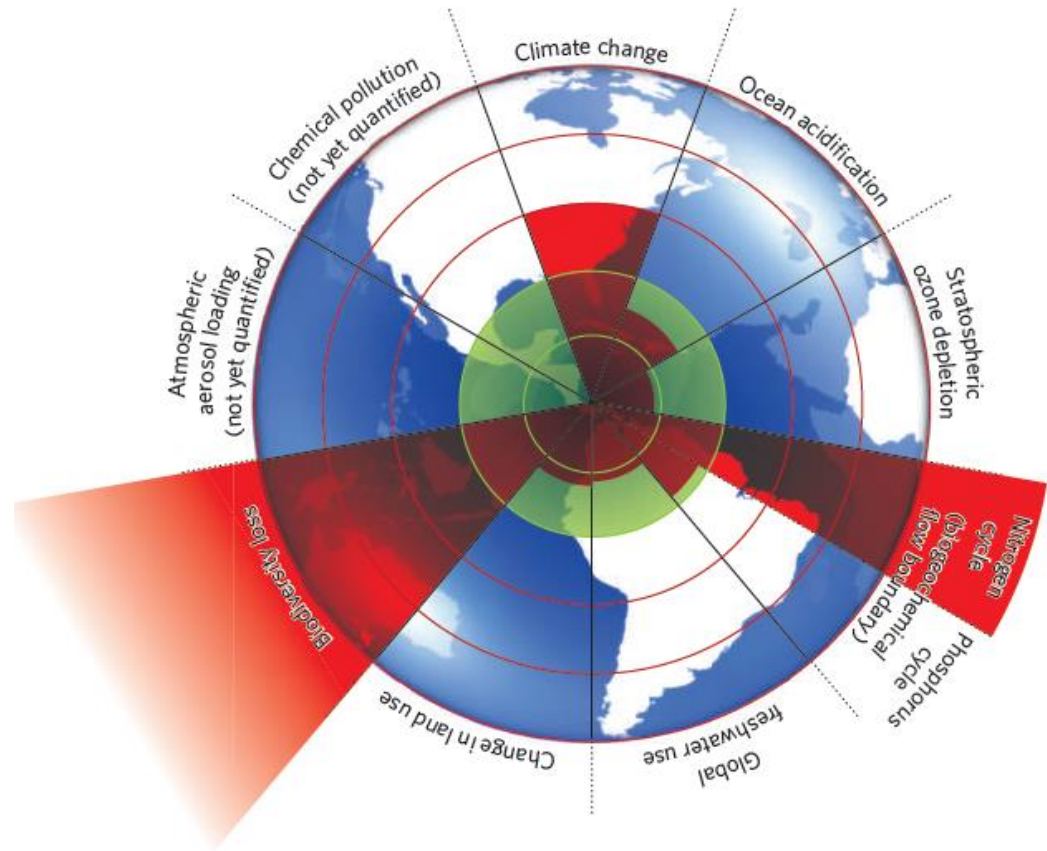 Climate change
Ocean acidification
Stratospheric
ozone depletion
Nitrogen
cycle
(biogeochemical
flow boundary)
Phosphorus
cycle
Global
freshwater use
Change in land use
Biodiversity loss
Atmospheric
aerosol loading
(not yet quantified)
Chemical pollution
(not yet quantified)